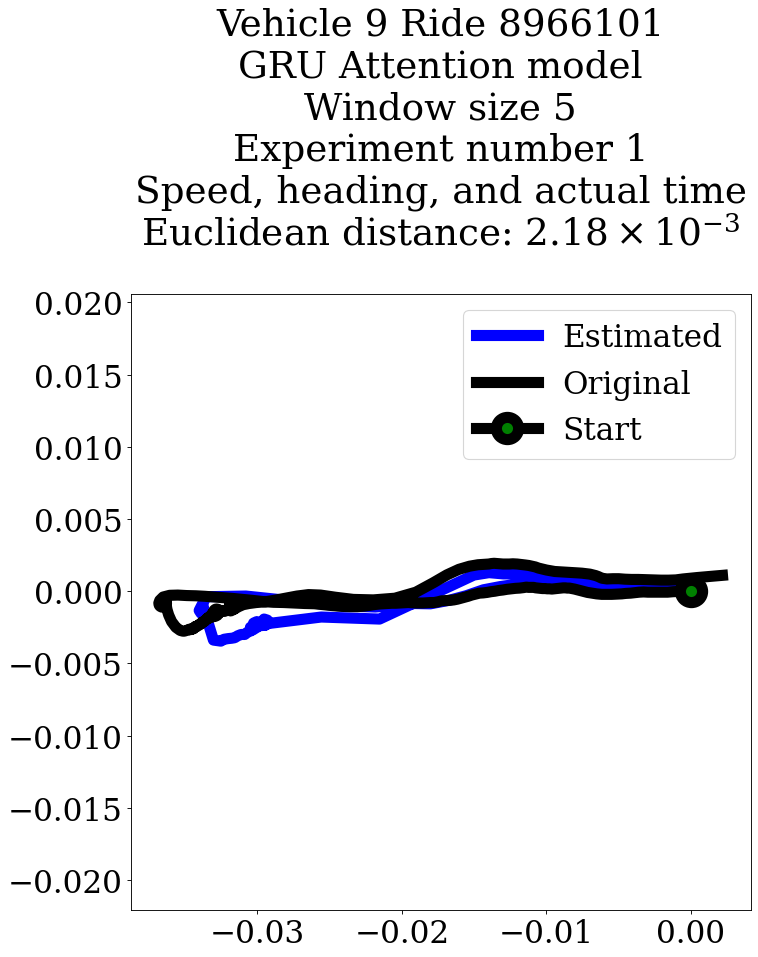 Vehicle 9 Ride 8966101
GRU Attention model
Window size 5
Experiment number 1
Speed, heading, and actual time
Euclidean distance: 2.18 × 10⁻³
0.020
0.015
0.010
0.005
0.000
−0.005
−0.010
−0.015
−0.020
Estimated
Original
Start
−0.03
−0.02
−0.01
0.00